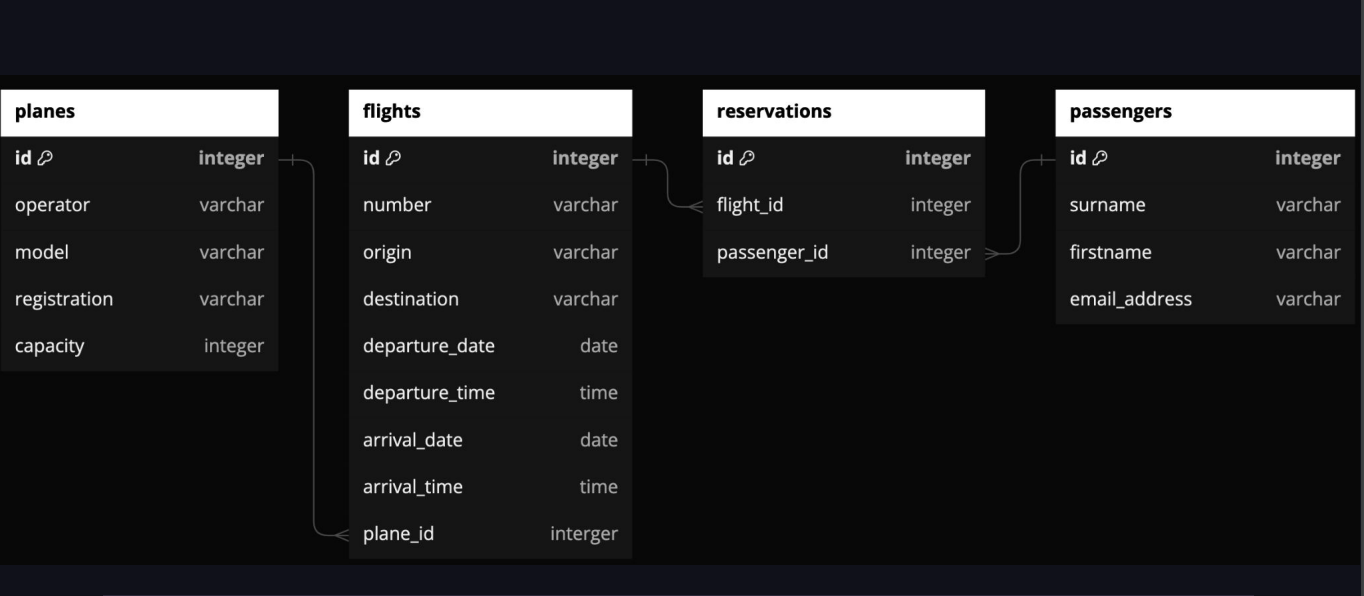 planes
id integer
operator varchar
model varchar
registration varchar
capacity integer
flights
id integer
number varchar
origin varchar
destination varchar
departure_date date
departure_time time
arrival_date date
arrival_time time
plane_id interger
reservations
id integer
flight_id integer
passenger_id integer
passengers
id integer
surname varchar
firstname varchar
email_address varchar